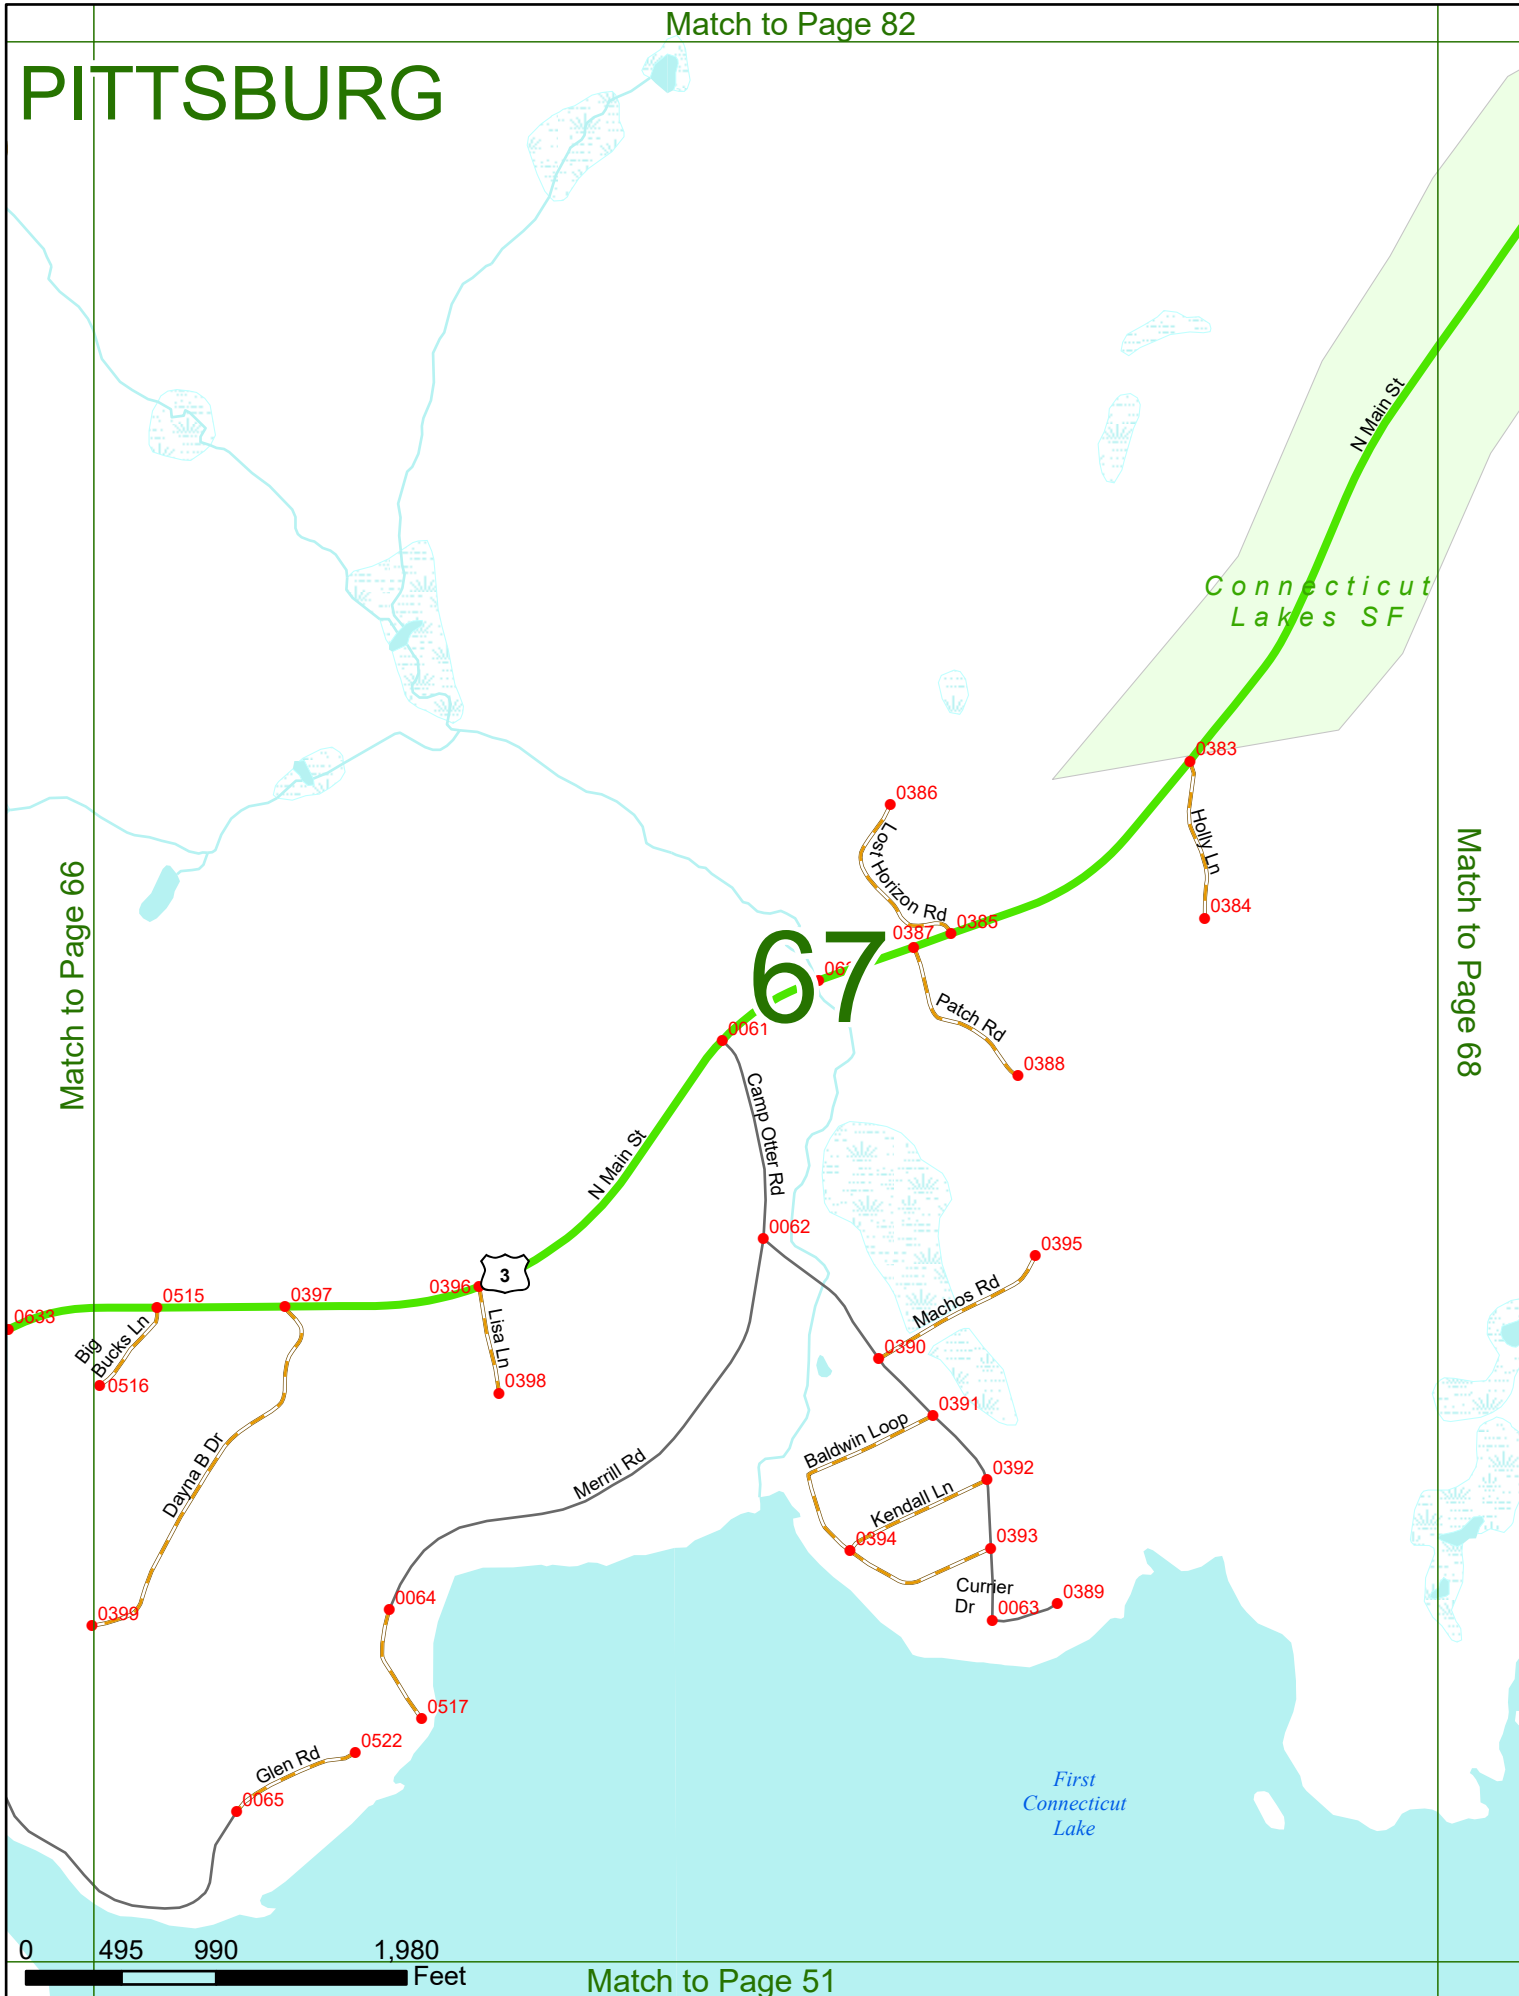 Match to Page 82
PITTSBURG
N Main St
Connecticut
Lakes SF
0383
0386
Lost Horizon Rd
Holly Ln
Match to Page 66
Match to Page 68
0384
0385
0387
67
Patch Rd
0061
0388
Camp Otter Rd
N Main St
0062
0395
3
0396
Machos Rd
0515
0397
0633
Big
Bucks Ln
Lisa Ln
0390
0516
0398
0391
Baldwin Loop
Dayna B Dr
Merrill Rd
0392
Kendall Ln
0394
0393
Currier
Dr
0389
0063
0064
0399
0517
0522
Glen Rd
0065
First
Connecticut
Lake
0 495 990 1,980
Feet
Match to Page 51